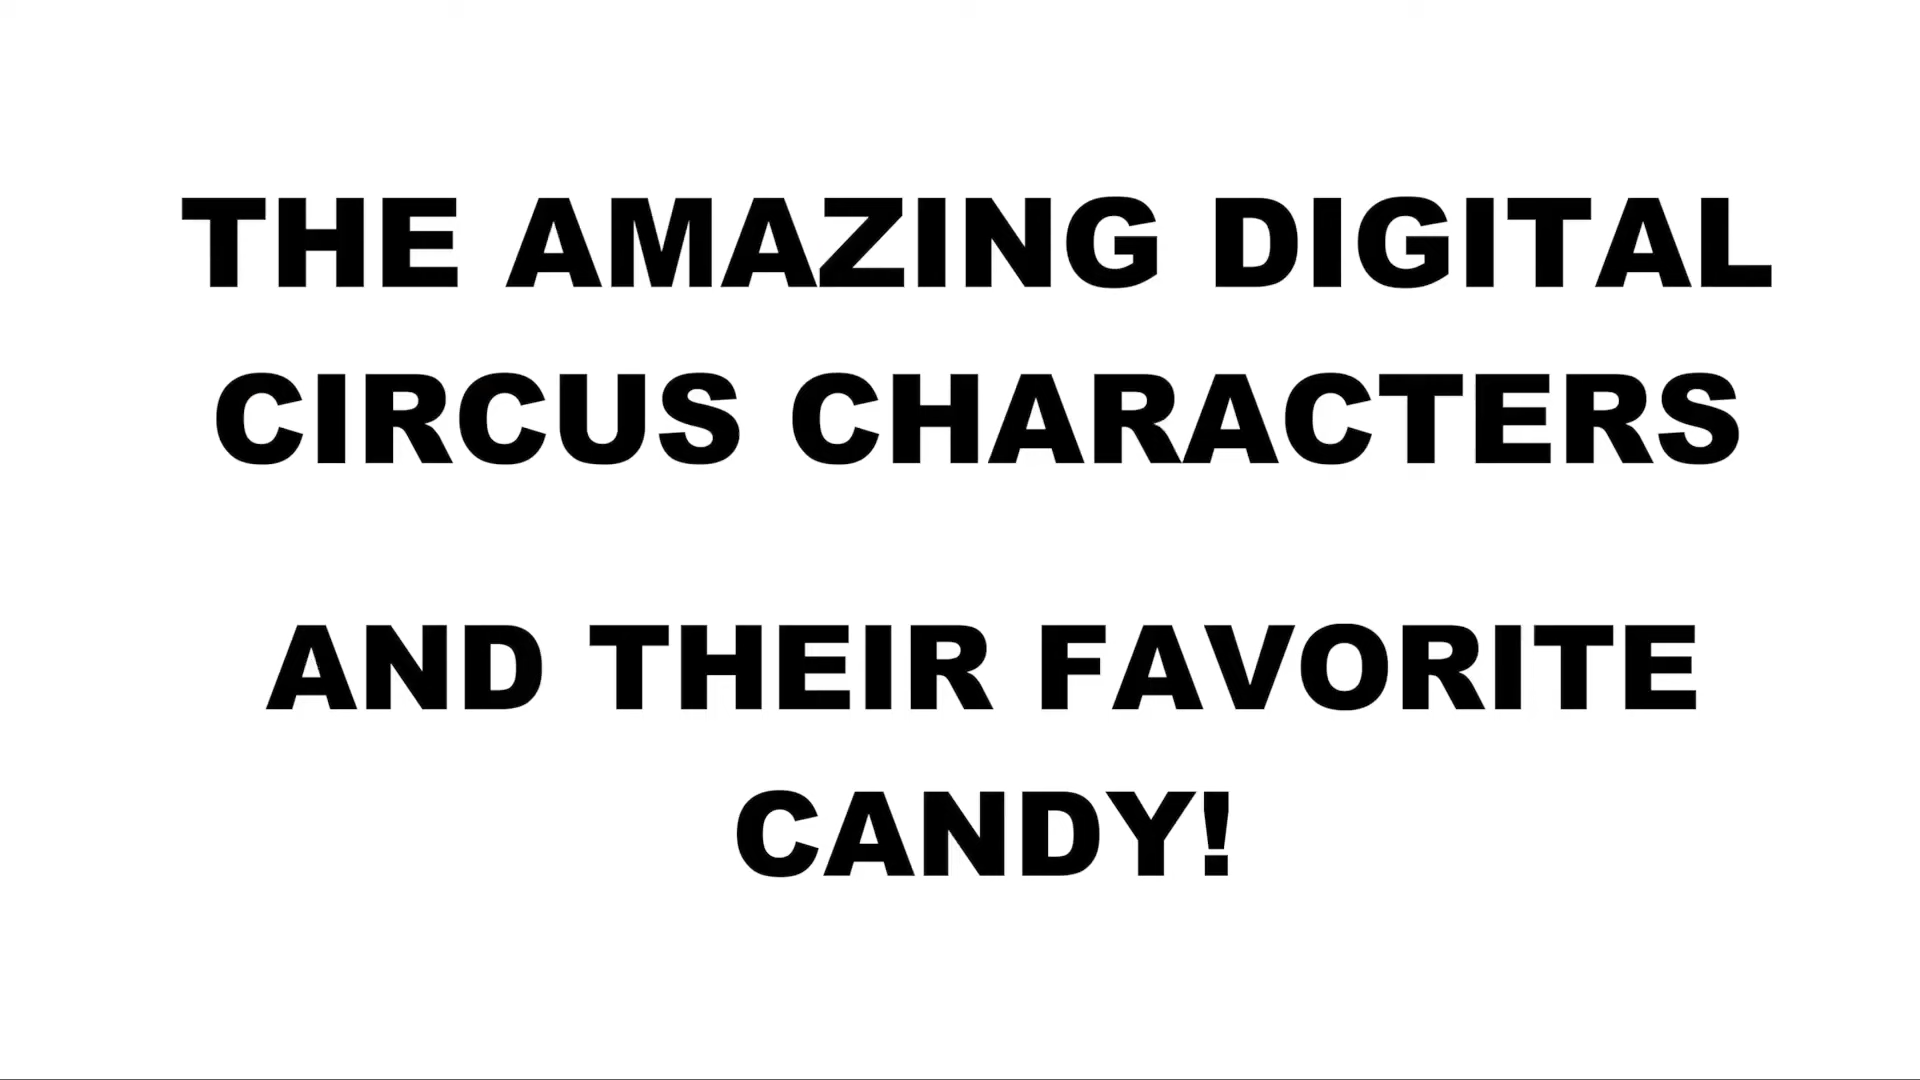 THE AMAZING DIGITAL
CIRCUS CHARACTERS
AND THEIR FAVORITE
CANDY!